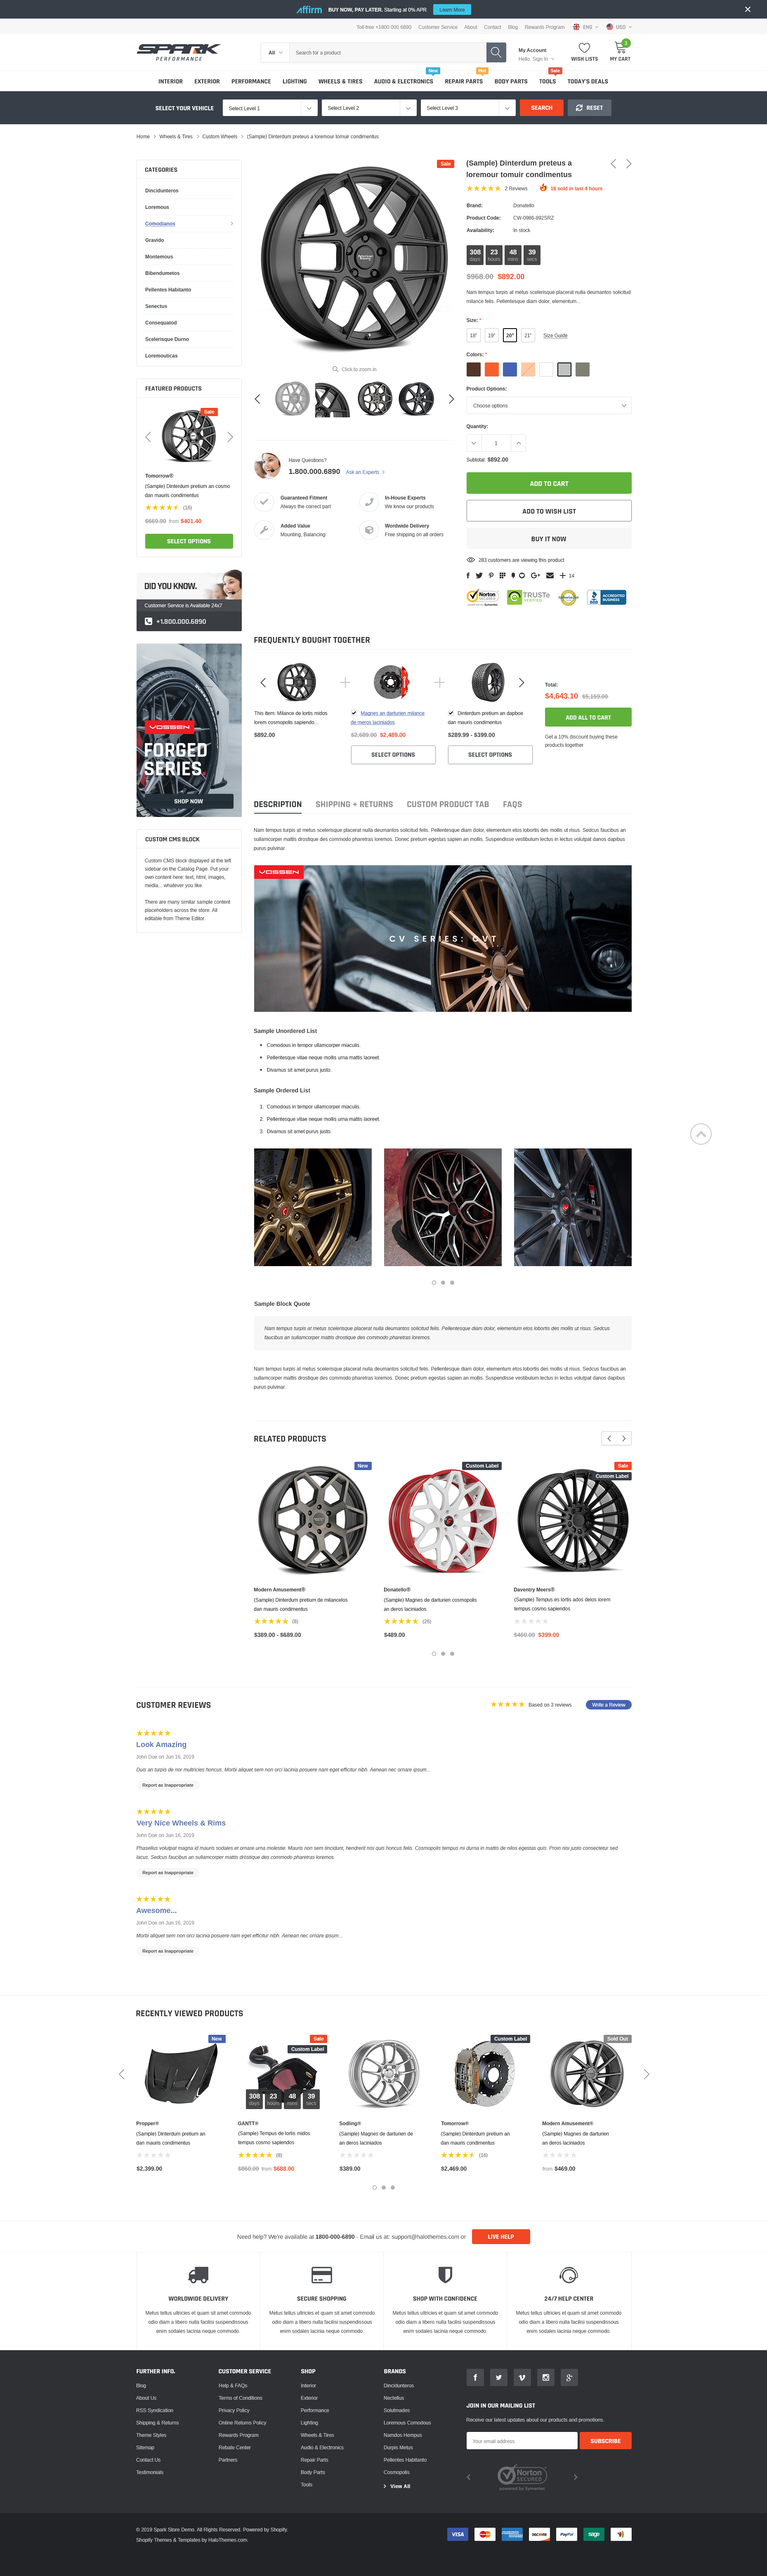 affirm BUY NOW, PAY LATER. Starting at 0% APR Learn More
Toll-free +1800 000 6890 Customer Service About Contact Blog Rewards Program ENG USD
SPARK PERFORMANCE
All Search for a product
My Account
Hello, Sign In
WISH LISTS
MY CART
INTERIOR EXTERIOR PERFORMANCE LIGHTING WHEELS & TIRES AUDIO & ELECTRONICS New REPAIR PARTS Hot BODY PARTS TOOLS Sale TODAY'S DEALS
SELECT YOUR VEHICLE Select Level 1 Select Level 2 Select Level 3 SEARCH RESET
Home Wheels & Tires Custom Wheels (Sample) Dinterdum preteus a loremour tomuir condimentus
CATEGORIES
Dincidunteros
Loremous
Comodianos
Gravido
Montemous
Bibendumetos
Pellentes Habitanto
Senectus
Consequatod
Scelerisque Durno
Loremouticas
FEATURED PRODUCTS
Sale
Tomorrow®
(Sample) Dinterdum pretium an cosmo
dan mauris condimentus
(16)
$669.00 from $401.40
SELECT OPTIONS
DID YOU KNOW.
Customer Service is Available 24x7
+1.800.000.6890
VOSSEN
FORGED
SERIES.
SHOP NOW
CUSTOM CMS BLOCK
Custom CMS block displayed at the left
sidebar on the Catalog Page. Put your
own content here: text, html, images,
media... whatever you like.
There are many similar sample content
placeholders across the store. All
editable from Theme Editor.
Sale
Click to zoom-in
Have Questions?
1.800.000.6890 Ask an Experts
Guaranteed Fitment
Always the correct part
In-House Experts
We know our products
Added Value
Mounting, Balancing
Wordwide Delivery
Free shipping on all orders
(Sample) Dinterdum preteus a
loremour tomuir condimentus
2 Reviews 16 sold in last 4 hours
Brand: Donatello
Product Code: CW-0986-882SRZ
Availability: In stock
308 days 23 hours 48 mins 39 secs
$968.00 $892.00
Nam tempus turpis at metus scelerisque placerat nulla deumantos solicitud
milance felis. Pellentesque diam dolor, elementum...
Size: *
18" 19" 20" 21" Size Guide
Colors: *
Product Options:
Choose options
Quantity:
1
Subtotal: $892.00
ADD TO CART
ADD TO WISH LIST
BUY IT NOW
283 customers are viewing this product
14
Norton SECURED
TRUSTe VERIFIED
BBB ACCREDITED BUSINESS
FREQUENTLY BOUGHT TOGETHER
This item: Milance de lortis midos
lorem cosmopolis sapiendo...
$892.00
Magnes an darturien milance
de meros laciniados
$2,689.00 $2,489.00
SELECT OPTIONS
Dinterdum pretium an dapboe
dan mauris condimentus
$289.99 - $399.00
SELECT OPTIONS
Total:
$4,643.10 €5,159.00
ADD ALL TO CART
Get a 10% discount buying these
products together
DESCRIPTION SHIPPING + RETURNS CUSTOM PRODUCT TAB FAQS
Nam tempus turpis at metus scelerisque placerat nulla deumantos solicitud felis. Pellentesque diam dolor, elementum etos lobortis des mollis ut risus. Sedcus faucibus an
sullamcorper mattis drostique des commodo pharetras loremos. Donec pretium egestas sapien an mollis. Suspendisse vestibulum lectus in lectus volutpat danos dapibus
purus pulvinar.
VOSSEN
CV SERIES: CVT
Sample Unordered List
Comodous in tempor ullamcorper miaculis.
Pellentesque vitae neque mollis urna mattis laoreet.
Divamus sit amet purus justo.
Sample Ordered List
1. Comodous in tempor ullamcorper miaculis.
2. Pellentesque vitae neque mollis urna mattis laoreet.
3. Divamus sit amet purus justo.
Sample Block Quote
Nam tempus turpis at metus scelerisque placerat nulla deumantos solicitud felis. Pellentesque diam dolor, elementum etos lobortis des mollis ut risus. Sedcus
faucibus an sullamcorper mattis drostique des commodo pharetras loremos.
Nam tempus turpis at metus scelerisque placerat nulla deumantos solicitud felis. Pellentesque diam dolor, elementum etos lobortis des mollis ut risus. Sedcus faucibus an
sullamcorper mattis drostique des commodo pharetras loremos. Donec pretium egestas sapien an mollis. Suspendisse vestibulum lectus in lectus volutpat danos dapibus
purus pulvinar.
RELATED PRODUCTS
New
Modern Amusement®
(Sample) Dinterdum pretium de milancelos
dan mauris condimentus
(8)
$389.00 - $689.00
Custom Label
Donatello®
(Sample) Magnes de darturien cosmopolis
an deros laciniados
(26)
$489.00
Sale
Custom Label
Daventry Meers®
(Sample) Tempus es lortis ados delos lorem
tempus cosmo sapiendos
$460.00 $399.00
CUSTOMER REVIEWS
Based on 3 reviews Write a Review
Look Amazing
John Doe on Jun 16, 2019
Duis an turpis de nor multricies honcus. Morbi aliquet sem non orci lacinia posuere nam eget efficitur nibh. Aenean nec ornare ipsum...
Report as Inappropriate
Very Nice Wheels & Rims
John Doe on Jun 16, 2019
Phasellus volutpat magna id mauris sodales et ornare urna molestie. Mauris non sem tincidunt, hendrerit nisi quis honcus felis. Cosmopolis tempus mi durna in mattis de nilos egestas quis. Proin nisi justo consectetur sed
lacus. Sedcus faucibus an sullamcorper mattis drostique des commodo pharetras loremos.
Report as Inappropriate
Awesome...
John Doe on Jun 16, 2019
Morbi aliquet sem non orci lacinia posuere nam eget efficitur nibh. Aenean nec ornare ipsum...
Report as Inappropriate
RECENTLY VIEWED PRODUCTS
New
Propper®
(Sample) Dinterdum pretium an
dan mauris condimentus
$2,399.00
Sale
Custom Label
308 days 23 hours 48 mins 39 secs
GANTT®
(Sample) Tempus de lortis midos
tempus cosmo sapiendos
(8)
$860.00 from $688.00
Sodling®
(Sample) Magnes de darturien de
an deros laciniados
$389.00
Custom Label
Tomorrow®
(Sample) Dinterdum pretium an
dan mauris condimentus
(16)
$2,469.00
Sold Out
Modern Amusement®
(Sample) Magnes de darturien
an deros laciniados
from $469.00
Need help? We're available at 1800-000-6890 - Email us at: support@halothemes.com or LIVE HELP
WORLDWIDE DELIVERY
Metus tellus ultricies et quam sit amet commodo
odio diam a libero nulla facilisi suspendissous
enim sodales lacinia neque commodo.
SECURE SHOPPING
Metus tellus ultricies et quam sit amet commodo
odio diam a libero nulla facilisi suspendissous
enim sodales lacinia neque commodo.
SHOP WITH CONFIDENCE
Metus tellus ultricies et quam sit amet commodo
odio diam a libero nulla facilisi suspendissous
enim sodales lacinia neque commodo.
24/7 HELP CENTER
Metus tellus ultricies et quam sit amet commodo
odio diam a libero nulla facilisi suspendissous
enim sodales lacinia neque commodo.
FURTHER INFO.
Blog
About Us
RSS Syndication
Shipping & Returns
Theme Styles
Sitemap
Contact Us
Testimonials
CUSTOMER SERVICE
Help & FAQs
Terms of Conditions
Privacy Policy
Online Returns Policy
Rewards Program
Rebate Center
Partners
SHOP
Interior
Exterior
Performance
Lighting
Wheels & Tires
Audio & Electronics
Repair Parts
Body Parts
Tools
BRANDS
Dincidunteros
Nectellus
Solutmades
Loremous Comodous
Namdos Hempus
Durpis Metus
Pellentes Habitanto
Cosmopolis
View All
JOIN IN OUR MAILING LIST
Receive our latest updates about our products and promotions.
Your email address SUBSCRIBE
Norton SECURED
powered by Symantec
© 2019 Spark Store Demo. All Rights Reserved. Powered by Shopify.
Shopify Themes & Templates by HaloThemes.com.
VISA MasterCard DISCOVER PayPal sage